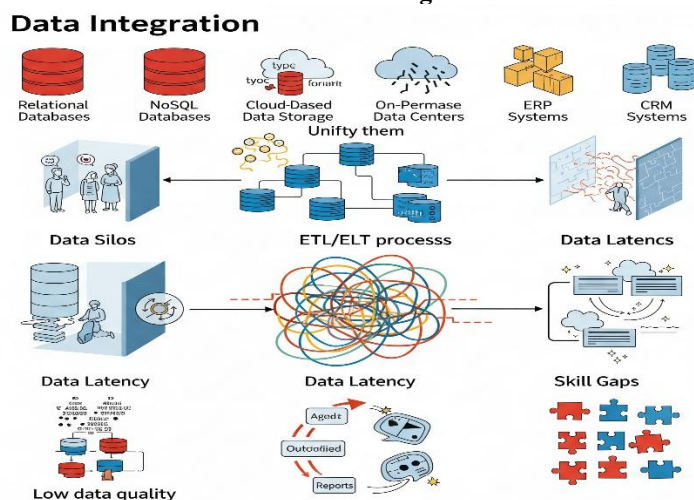 Data Integration
Relational
Databases
NoSQL
Databases
typc
tyoc
fonarit
Cloud-Dased
Data Storage
On-Permase
Data Centers
ERP
Systems
CRM
Systems
Unifty them
Data Silos
ETL/ELT processs
Data Latencs
Data Latency
Data Latency
Skill Gaps
Low data quality
Agedt
Reports